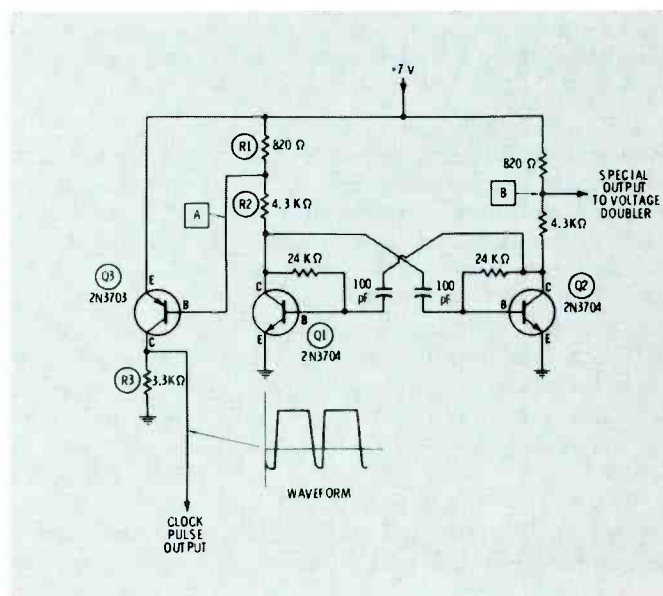 +7 V
R1
820 Ω
820 Ω
SPECIAL
OUTPUT
TO VOLTAGE
DOUBLER
B
A
R2
4.3 KΩ
4.3KΩ
Q3
2N3703
E
B
C
24 KΩ
C
100
pF
100
pF
24 KΩ
C
Q2
2N3704
B
E
B
E
Q1
2N3704
R3
3.3KΩ
WAVEFORM
CLOCK
PULSE
OUTPUT